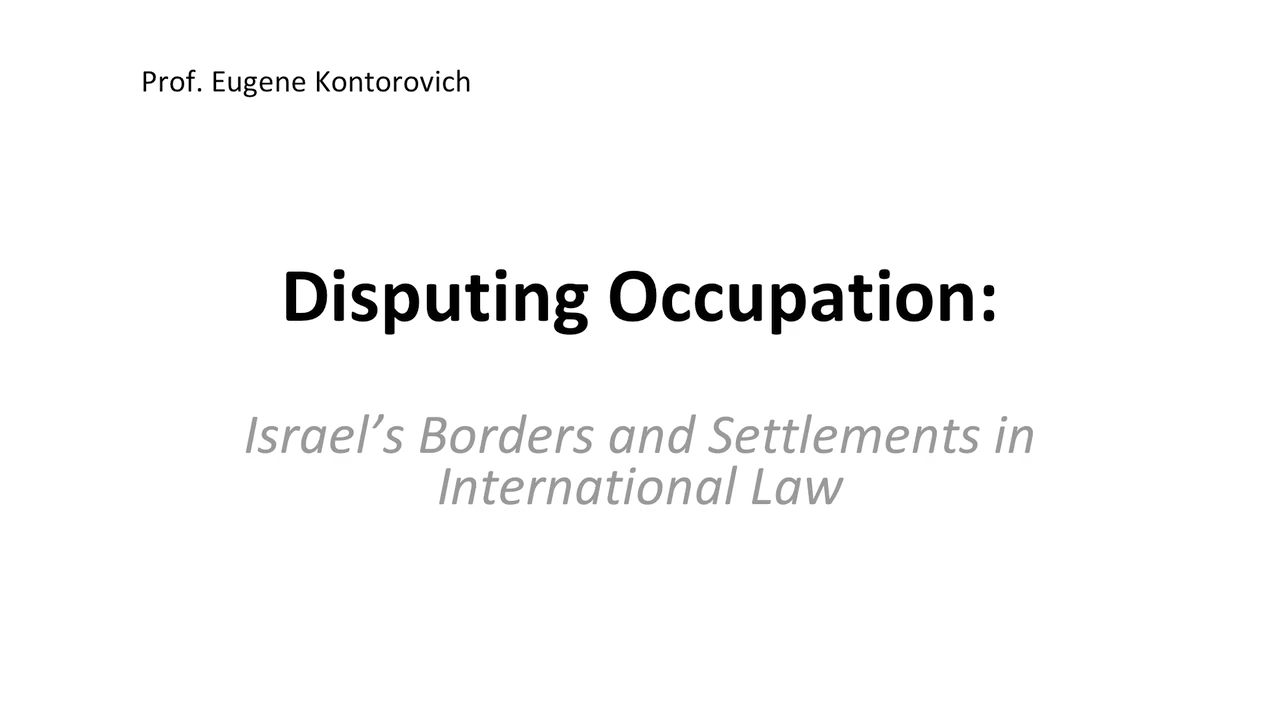 Prof. Eugene Kontorovich
Disputing Occupation:
Israel’s Borders and Settlements in
International Law